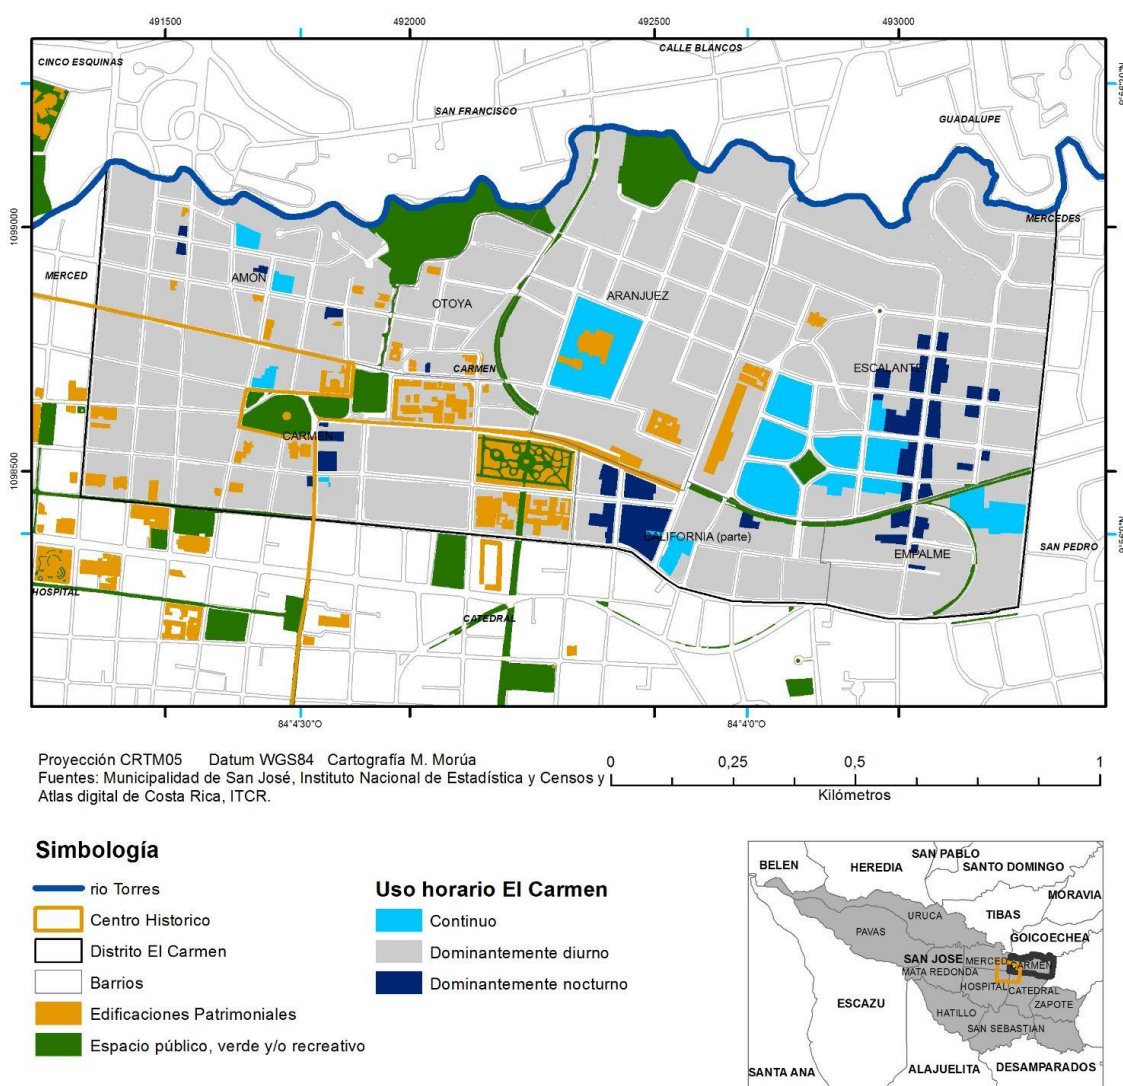 491500 492000 492500 493000
CALLE BLANCOS
CINCO ESQUINAS
9°56'30"N
SAN FRANCISCO
GUADALUPE
1099000
MERCEDES
MERCED
AMON
OTOYA
ARANJUEZ
CARMEN
ESCALANTE
CARMEN
1098500
CALIFORNIA (parte)
9°56'0"N
SAN PEDRO
EMPALME
HOSPITAL
CATEDRAL
84°4'30"O 84°4'0"O
Proyección CRTM05 Datum WGS84 Cartografía M. Morúa
Fuentes: Municipalidad de San José, Instituto Nacional de Estadística y Censos y
Atlas digital de Costa Rica, ITCR.
0 0,25 0,5 1
Kilómetros
Simbología
rio Torres
Centro Historico
Distrito El Carmen
Barrios
Edificaciones Patrimoniales
Espacio público, verde y/o recreativo
Uso horario El Carmen
Continuo
Dominantemente diurno
Dominantemente nocturno
SAN PABLO
BELEN
HEREDIA
SANTO DOMINGO
MORAVIA
URUCA
TIBAS
PAVAS
GOICOECHEA
SAN JOSE
MERCED
CARMEN
MATA REDONDA
HOSPITAL
CATEDRAL
ESCAZU
ZAPOTE
HATILLO
SAN SEBASTIAN
SANTA ANA
ALAJUELITA
DESAMPARADOS